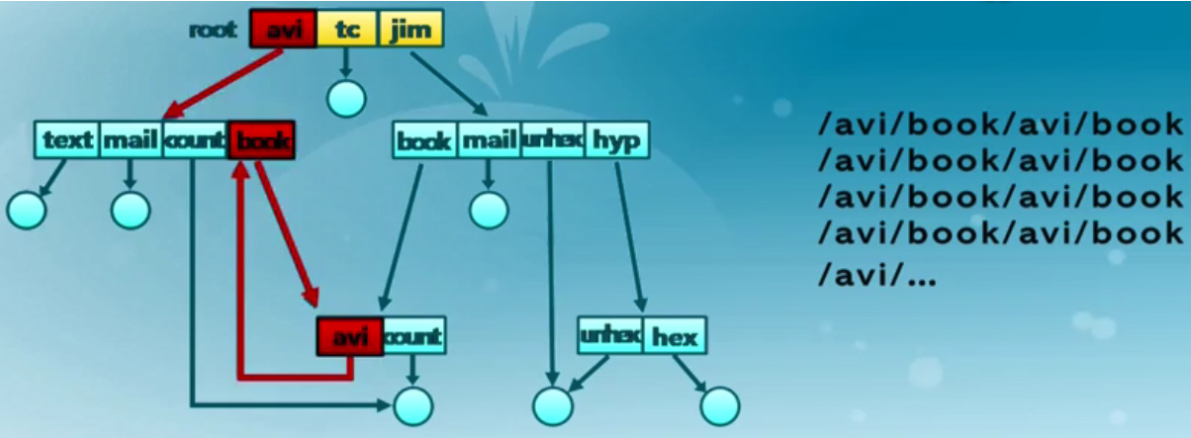 root avi tc jim
text mail count book
book mail unhex hyp
avi count
unhex hex
/avi/book/avi/book
/avi/book/avi/book
/avi/book/avi/book
/avi/book/avi/book
/avi/...